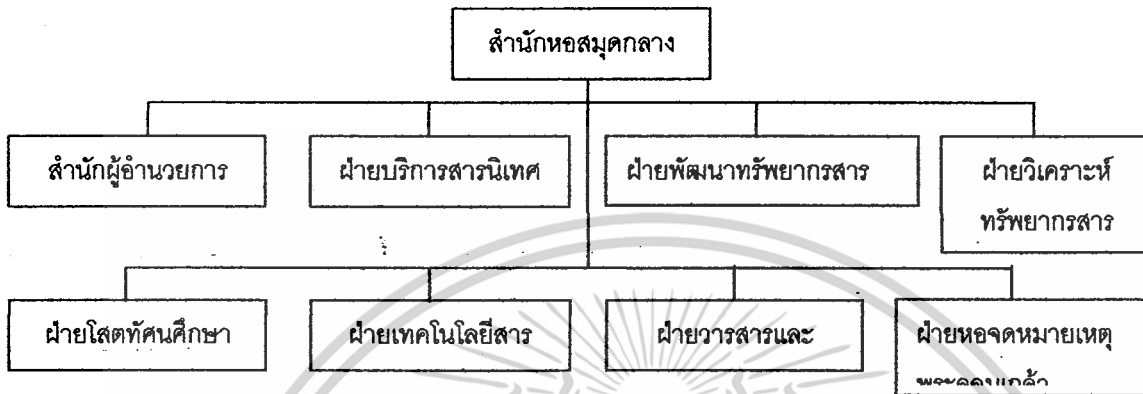 สำนักหอสมุดกลาง
สำนักผู้อำนวยการ
ฝ่ายบริการสารนิเทศ
ฝ่ายพัฒนาทรัพยากรสาร
ฝ่ายวิเคราะห์
ทรัพยากรสาร
ฝ่ายโสตทัศนศึกษา
ฝ่ายเทคโนโลยีสาร
ฝ่ายวารสารและ
ฝ่ายหอจดหมายเหตุ